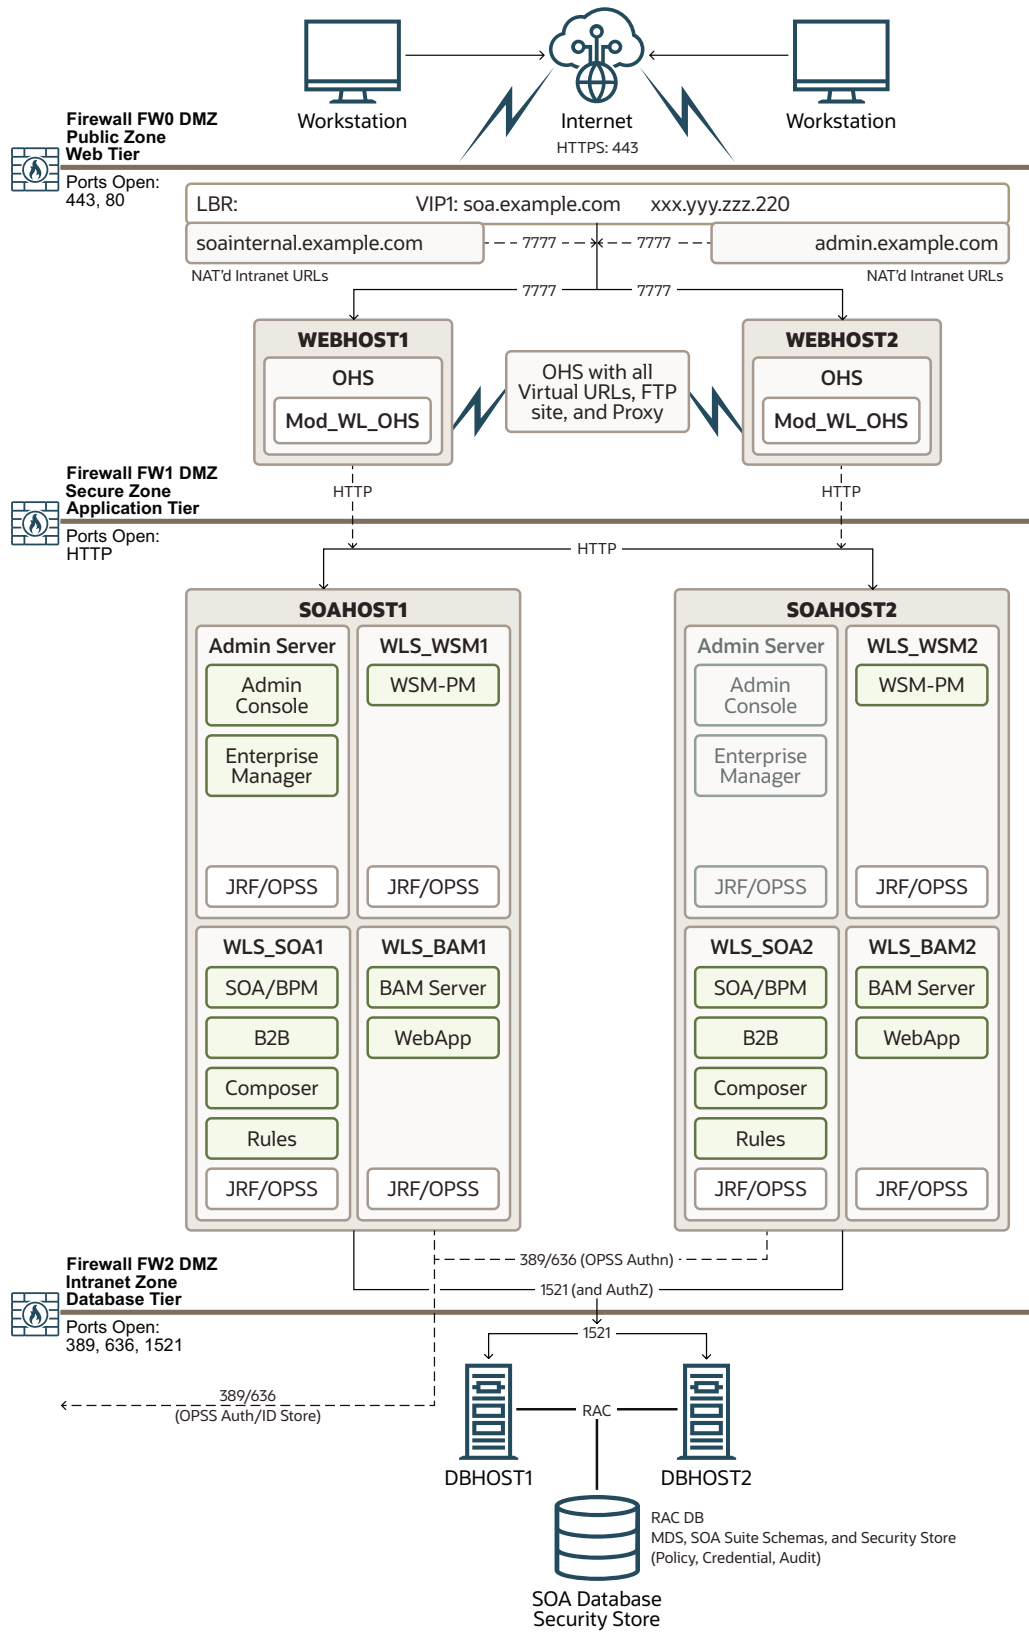 Workstation
Internet
HTTPS: 443
Workstation
Firewall FW0 DMZ
Public Zone
Web Tier
Ports Open:
443, 80
LBR: VIP1: soa.example.com xxx.yyy.zzz.220
soainternal.example.com 7777 7777 admin.example.com
NAT'd Intranet URLs NAT'd Intranet URLs
7777 7777
WEBHOST1
OHS
Mod_WL_OHS
OHS with all
Virtual URLs, FTP
site, and Proxy
WEBHOST2
OHS
Mod_WL_OHS
Firewall FW1 DMZ
Secure Zone
Application Tier
Ports Open:
HTTP
HTTP HTTP
HTTP
SOAHOST1
Admin Server
Admin
Console
Enterprise
Manager
JRF/OPSS
WLS_WSM1
WSM-PM
JRF/OPSS
WLS_SOA1
SOA/BPM
B2B
Composer
Rules
JRF/OPSS
WLS_BAM1
BAM Server
WebApp
JRF/OPSS
SOAHOST2
Admin Server
Admin
Console
Enterprise
Manager
JRF/OPSS
WLS_WSM2
WSM-PM
JRF/OPSS
WLS_SOA2
SOA/BPM
B2B
Composer
Rules
JRF/OPSS
WLS_BAM2
BAM Server
WebApp
JRF/OPSS
389/636 (OPSS Authn)
1521 (and AuthZ)
Firewall FW2 DMZ
Intranet Zone
Database Tier
Ports Open:
389, 636, 1521
1521
389/636
(OPSS Auth/ID Store)
RAC
DBHOST1 DBHOST2
RAC DB
MDS, SOA Suite Schemas, and Security Store
(Policy, Credential, Audit)
SOA Database
Security Store